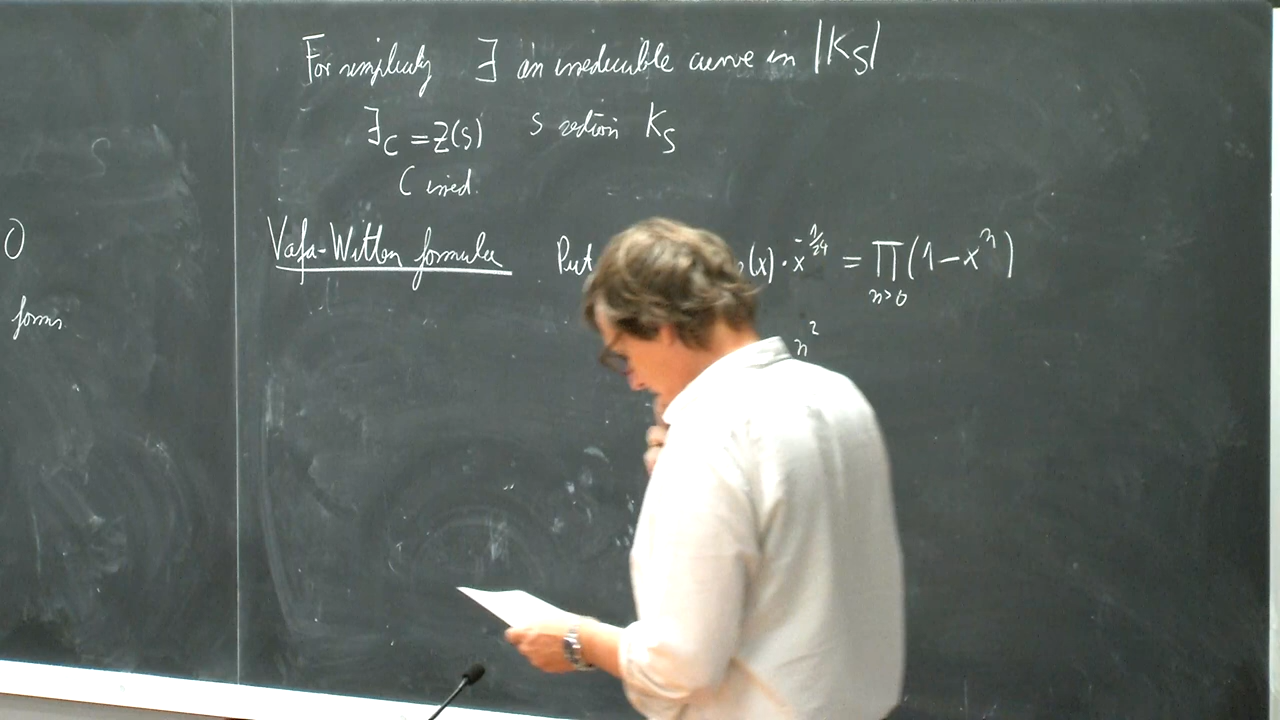 For simplicity ∃ an irreducible curve in |K_S|
∃ C = Z(s) s section K_S
C irred.
Vafa-Witten formula Put (x)·x^{-1/24} = ∏_{n>0} (1-x^n)
n^2
S
0
forms